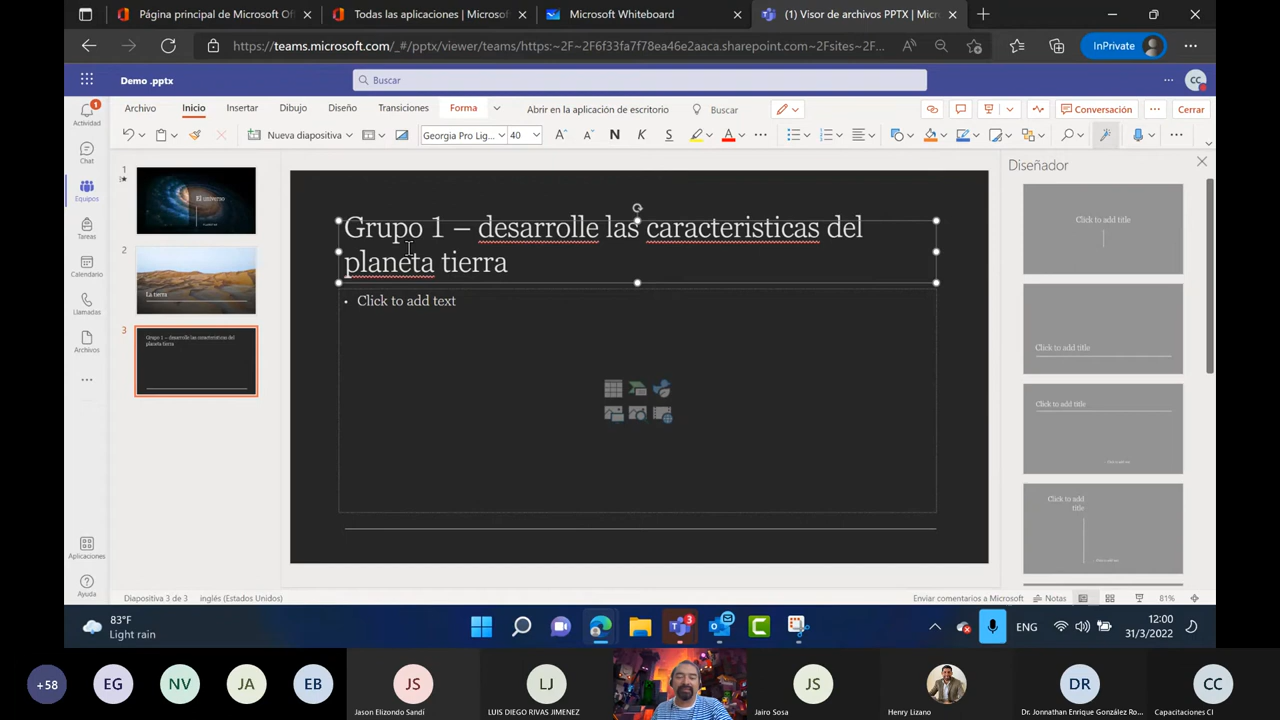 Página principal de Microsoft Of
Todas las aplicaciones | Microsof
Microsoft Whiteboard
(1) Visor de archivos PPTX | Micr
https://teams.microsoft.com/_#/pptx/viewer/teams/https:~2F~2F6f33fa7f78ea46e2aaca.sharepoint.com~2Fsites~2F...
InPrivate
Demo .pptx
Buscar
CC
Archivo
Inicio
Insertar
Dibujo
Diseño
Transiciones
Forma
Abrir en la aplicación de escritorio
Buscar
Conversación
Cerrar
Nueva diapositiva
Georgia Pro Lig...
40
N
K
S
1
Actividad
Chat
Equipos
Tareas
Calendario
Llamadas
Archivos
Aplicaciones
Ayuda
1
El universo
2
La tierra
3
Grupo 1 – desarrolle las caracteristicas del
planeta tierra
Grupo 1 – desarrolle las caracteristicas del
planeta tierra
• Click to add text
Diseñador
Click to add title
Click to add title
Click to add title
Click to add
title
Diapositiva 3 de 3
inglés (Estados Unidos)
Enviar comentarios a Microsoft
Notas
81%
83°F
Light rain
3
ENG
12:00
31/3/2022
+58
EG
NV
JA
EB
JS
Jason Elizondo Sandí
LJ
LUIS DIEGO RIVAS JIMENEZ
JS
Jairo Sosa
Henry Lizano
DR
Dr. Jonnathan Enrique González Ro...
CC
Capacitaciones CI